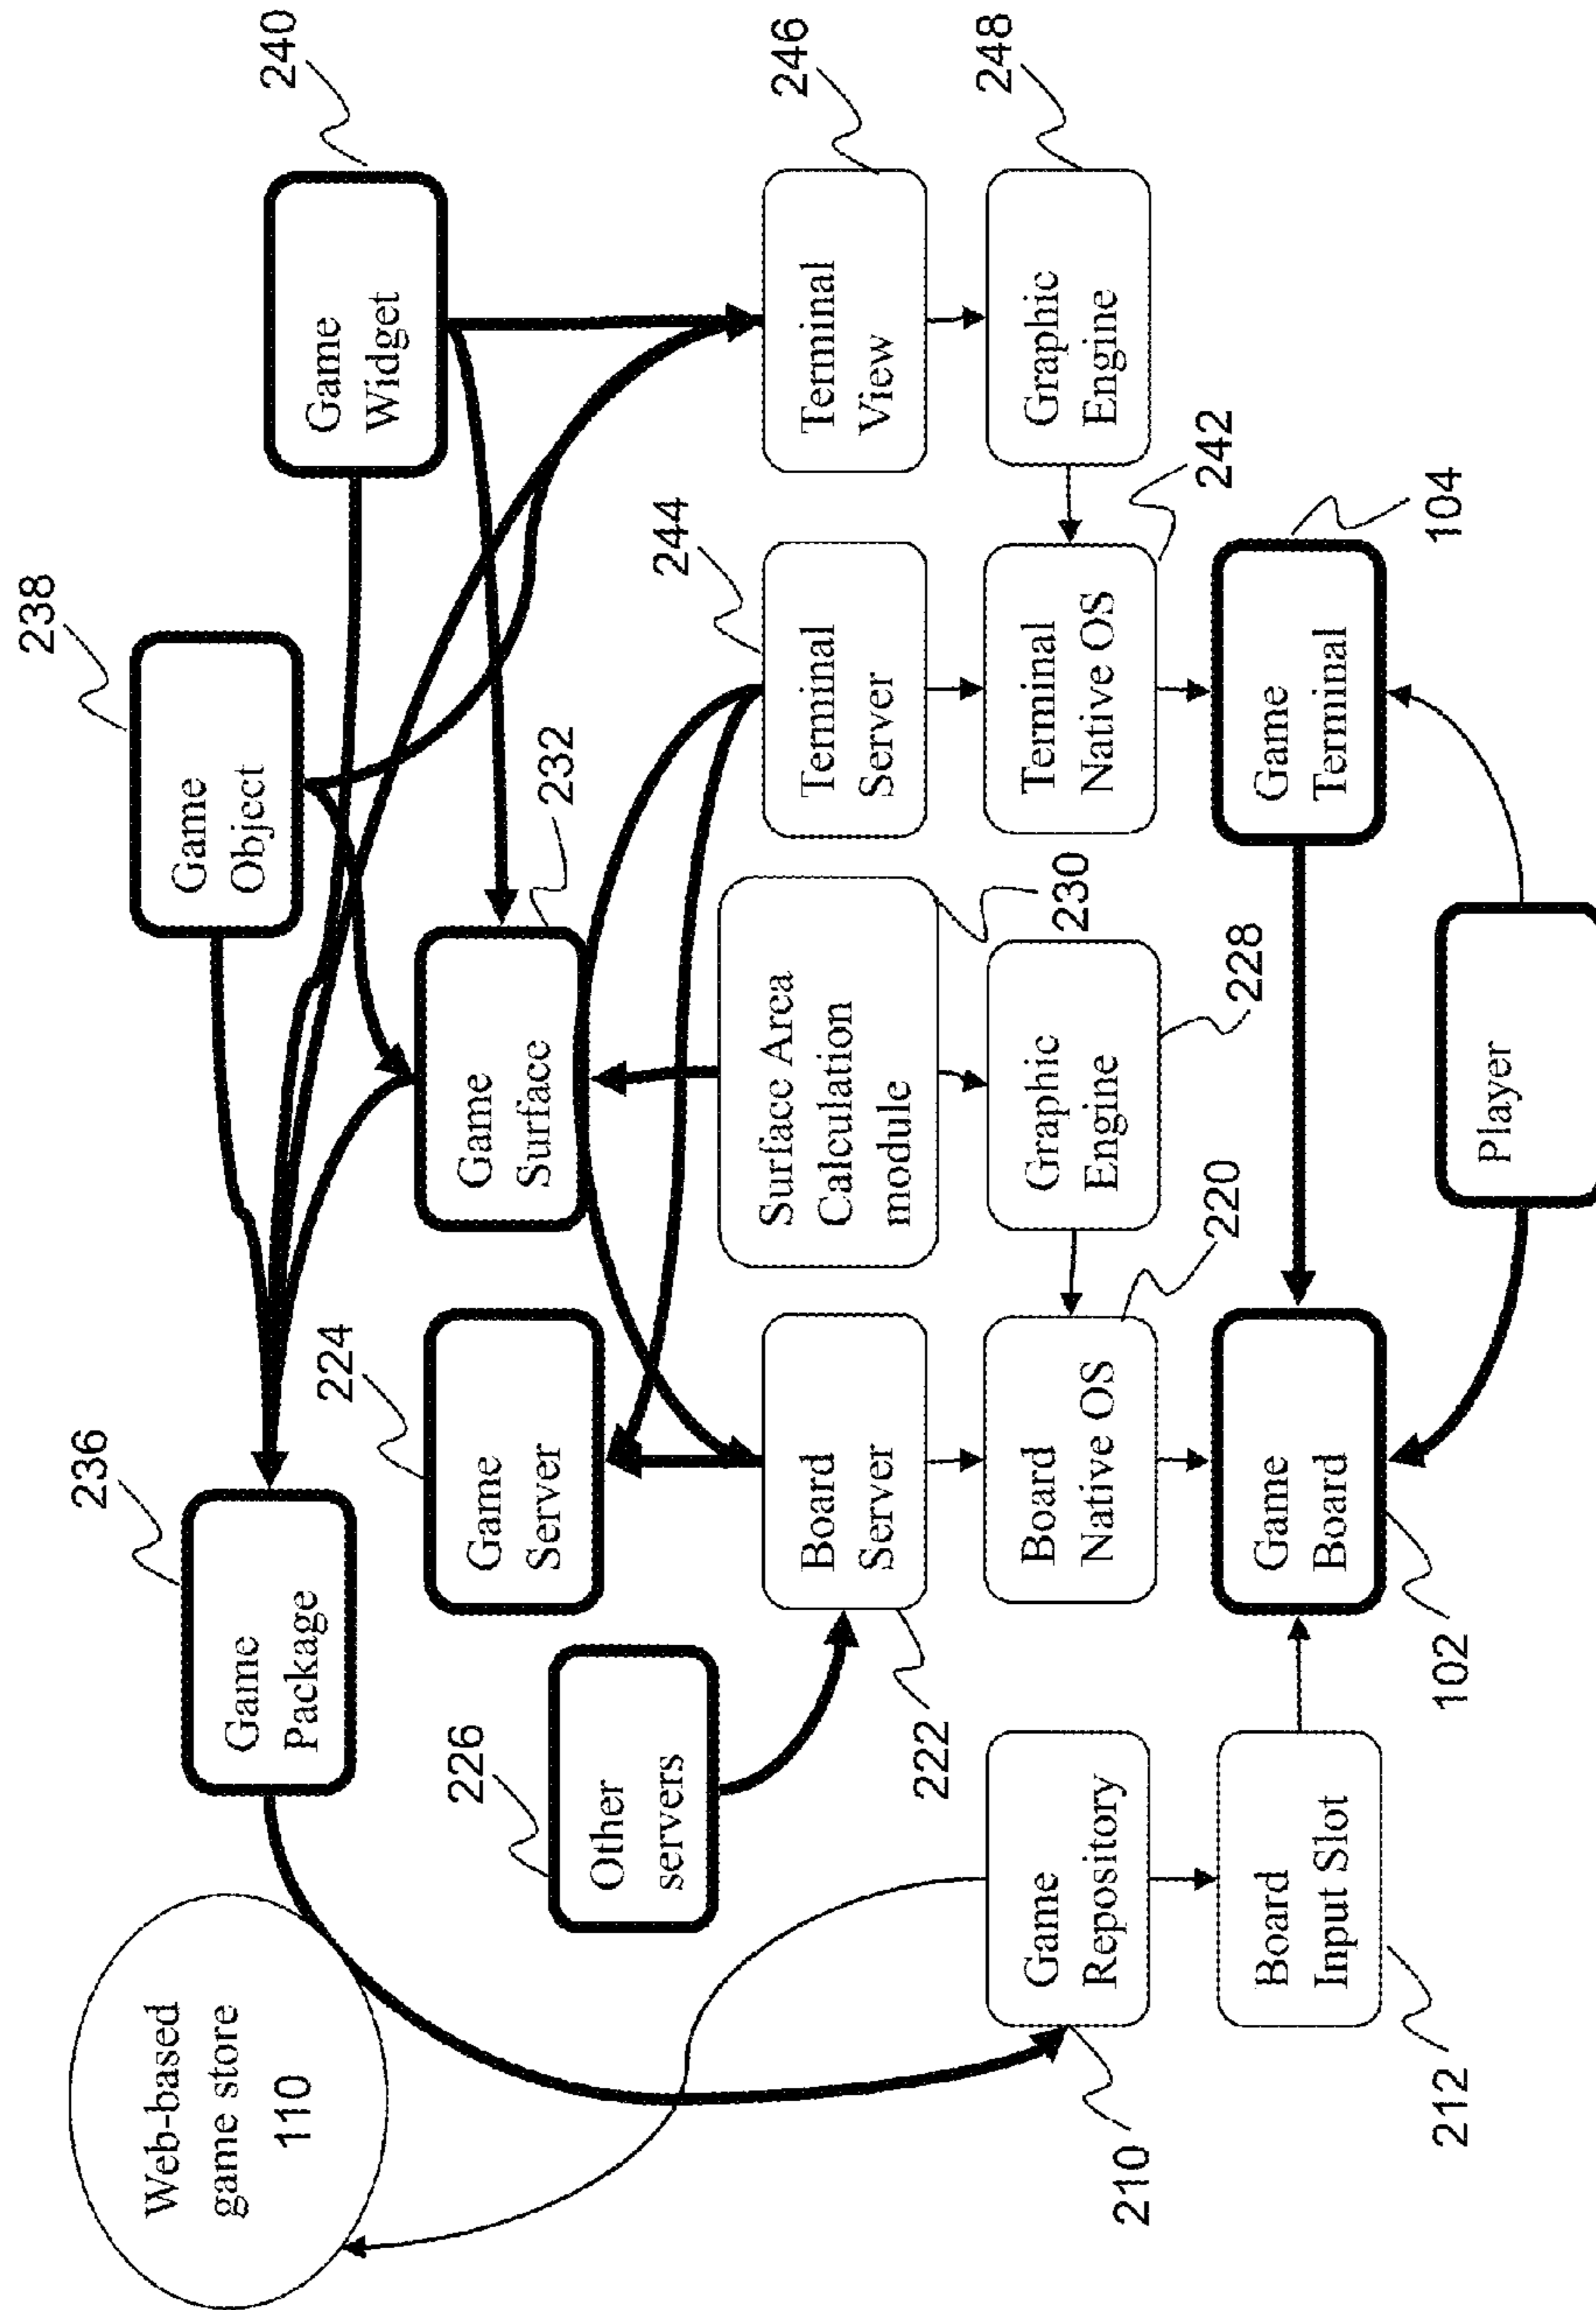 Web-based
game store
110
236
Game
Package
238
Game
Object
240
Game
Widget
226
Other
servers
224
Game
Server
232
Game
Surface
222
Board
Server
230
Surface Area
Calculation
module
244
Terminal
Server
246
Terminal
View
210
Game
Repository
220
Board
Native OS
228
Graphic
Engine
242
Terminal
Native OS
248
Graphic
Engine
212
Board
Input Slot
102
Game
Board
104
Game
Terminal
Player